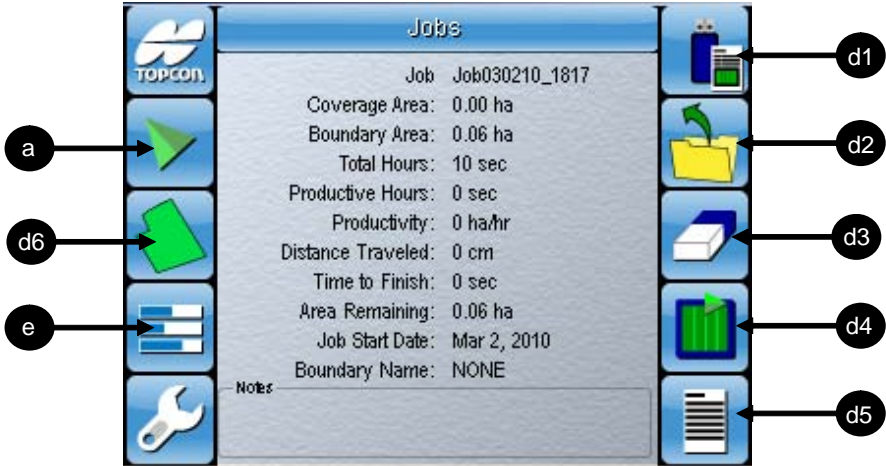 Jobs
TOPCON
Job Job030210_1817
Coverage Area: 0.00 ha
Boundary Area: 0.06 ha
Total Hours: 10 sec
Productive Hours: 0 sec
Productivity: 0 ha/hr
Distance Traveled: 0 cm
Time to Finish: 0 sec
Area Remaining: 0.06 ha
Job Start Date: Mar 2, 2010
Boundary Name: NONE
Notes
a
d6
e
d1
d2
d3
d4
d5